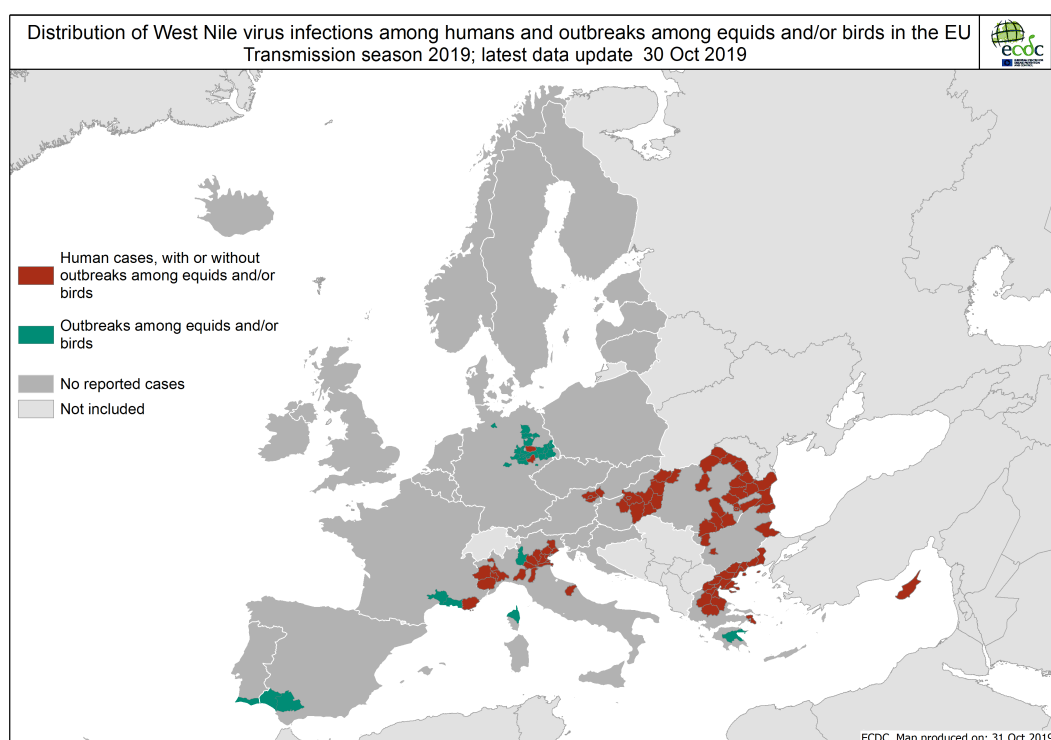 Distribution of West Nile virus infections among humans and outbreaks among equids and/or birds in the EU
Transmission season 2019; latest data update 30 Oct 2019
ecdc
Human cases, with or without
outbreaks among equids and/or
birds
Outbreaks among equids and/or
birds
No reported cases
Not included
ECDC. Map produced on: 31 Oct 2019